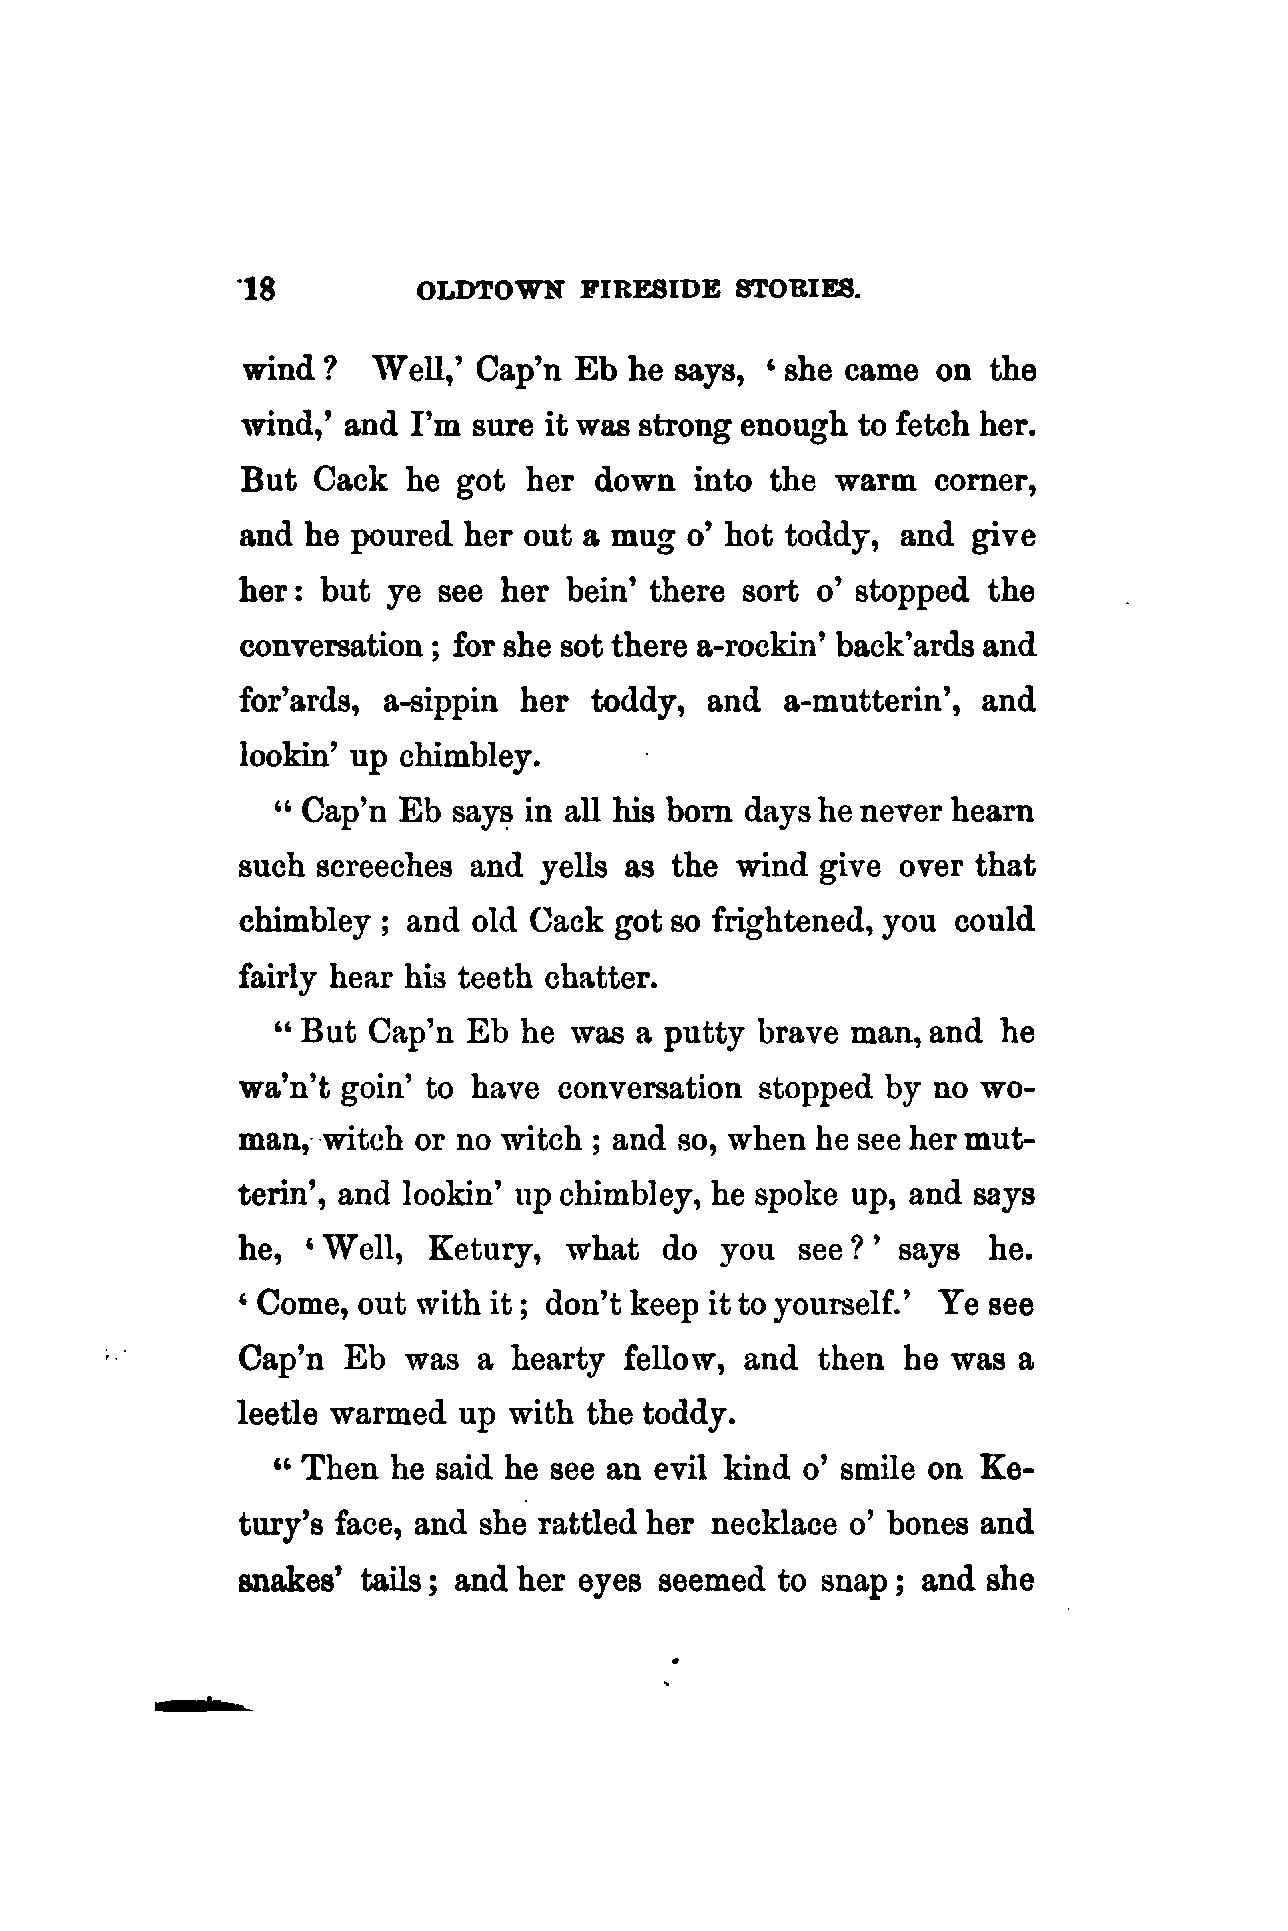 18 OLDTOWN FIRESIDE STORIES.
wind? Well,’ Cap’n Eb he says, ‘she came on the
wind,’ and I’m sure it was strong enough to fetch her.
But Cack he got her down into the warm corner,
and he poured her out a mug o’ hot toddy, and give
her: but ye see her bein’ there sort o’ stopped the
conversation; for she sot there a-rockin’ back’ards and
for’ards, a-sippin her toddy, and a-mutterin’, and
lookin’ up chimbley.
“Cap’n Eb says in all his born days he never hearn
such screeches and yells as the wind give over that
chimbley; and old Cack got so frightened, you could
fairly hear his teeth chatter.
“But Cap’n Eb he was a putty brave man, and he
wa’n’t goin’ to have conversation stopped by no wo-
man, witch or no witch; and so, when he see her mut-
terin’, and lookin’ up chimbley, he spoke up, and says
he, ‘Well, Ketury, what do you see?’ says he.
‘Come, out with it; don’t keep it to yourself.’ Ye see
Cap’n Eb was a hearty fellow, and then he was a
leetle warmed up with the toddy.
“Then he said he see an evil kind o’ smile on Ke-
tury’s face, and she rattled her necklace o’ bones and
snakes’ tails; and her eyes seemed to snap; and she